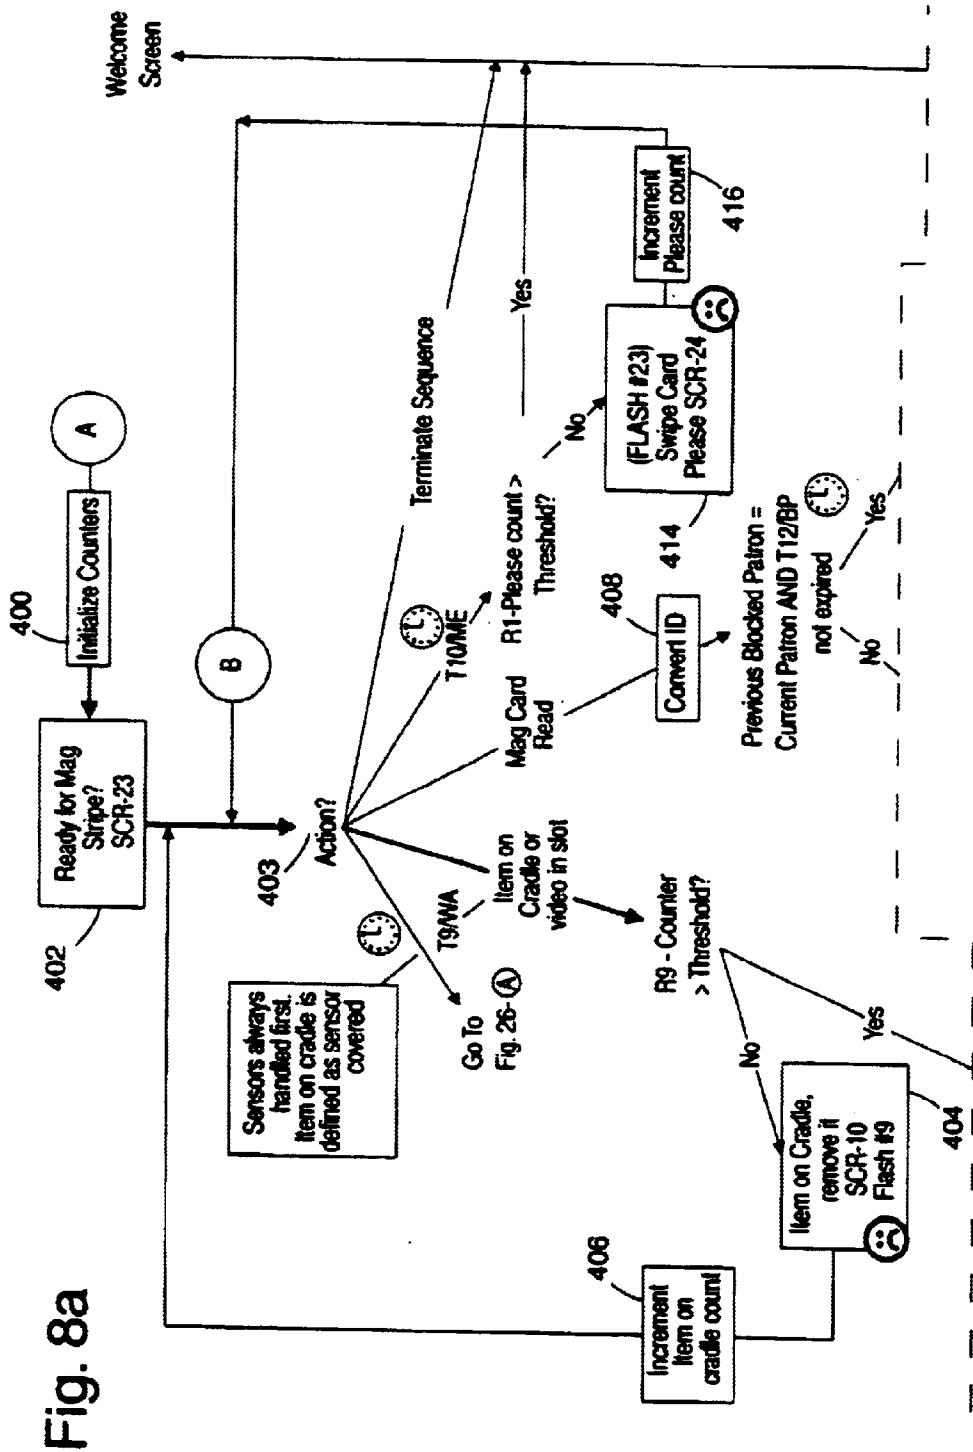 Fig. 8a
402
Ready for Mag
Stripe?
SCR-23
400
Initialize Counters
A
Welcome
Screen
B
403
Action?
Sensors always
handled first.
Item on cradle is
defined as sensor
covered
T9/WA
Go To
Fig. 26-A
Item on
Cradle or
video in slot
Mag Card
Read
T10/ME
Terminate Sequence
R1-Please count >
Threshold?
Yes
No
(FLASH #23)
Swipe Card
Please SCR-24
414
Increment
Please count
416
408
Convert ID
Previous Blocked Patron =
Current Patron AND T12/BP
not expired
No
Yes
R9 - Counter
> Threshold?
No
Yes
Item on Cradle,
remove it
SCR-10
Flash #9
404
406
Increment
Item on
cradle count